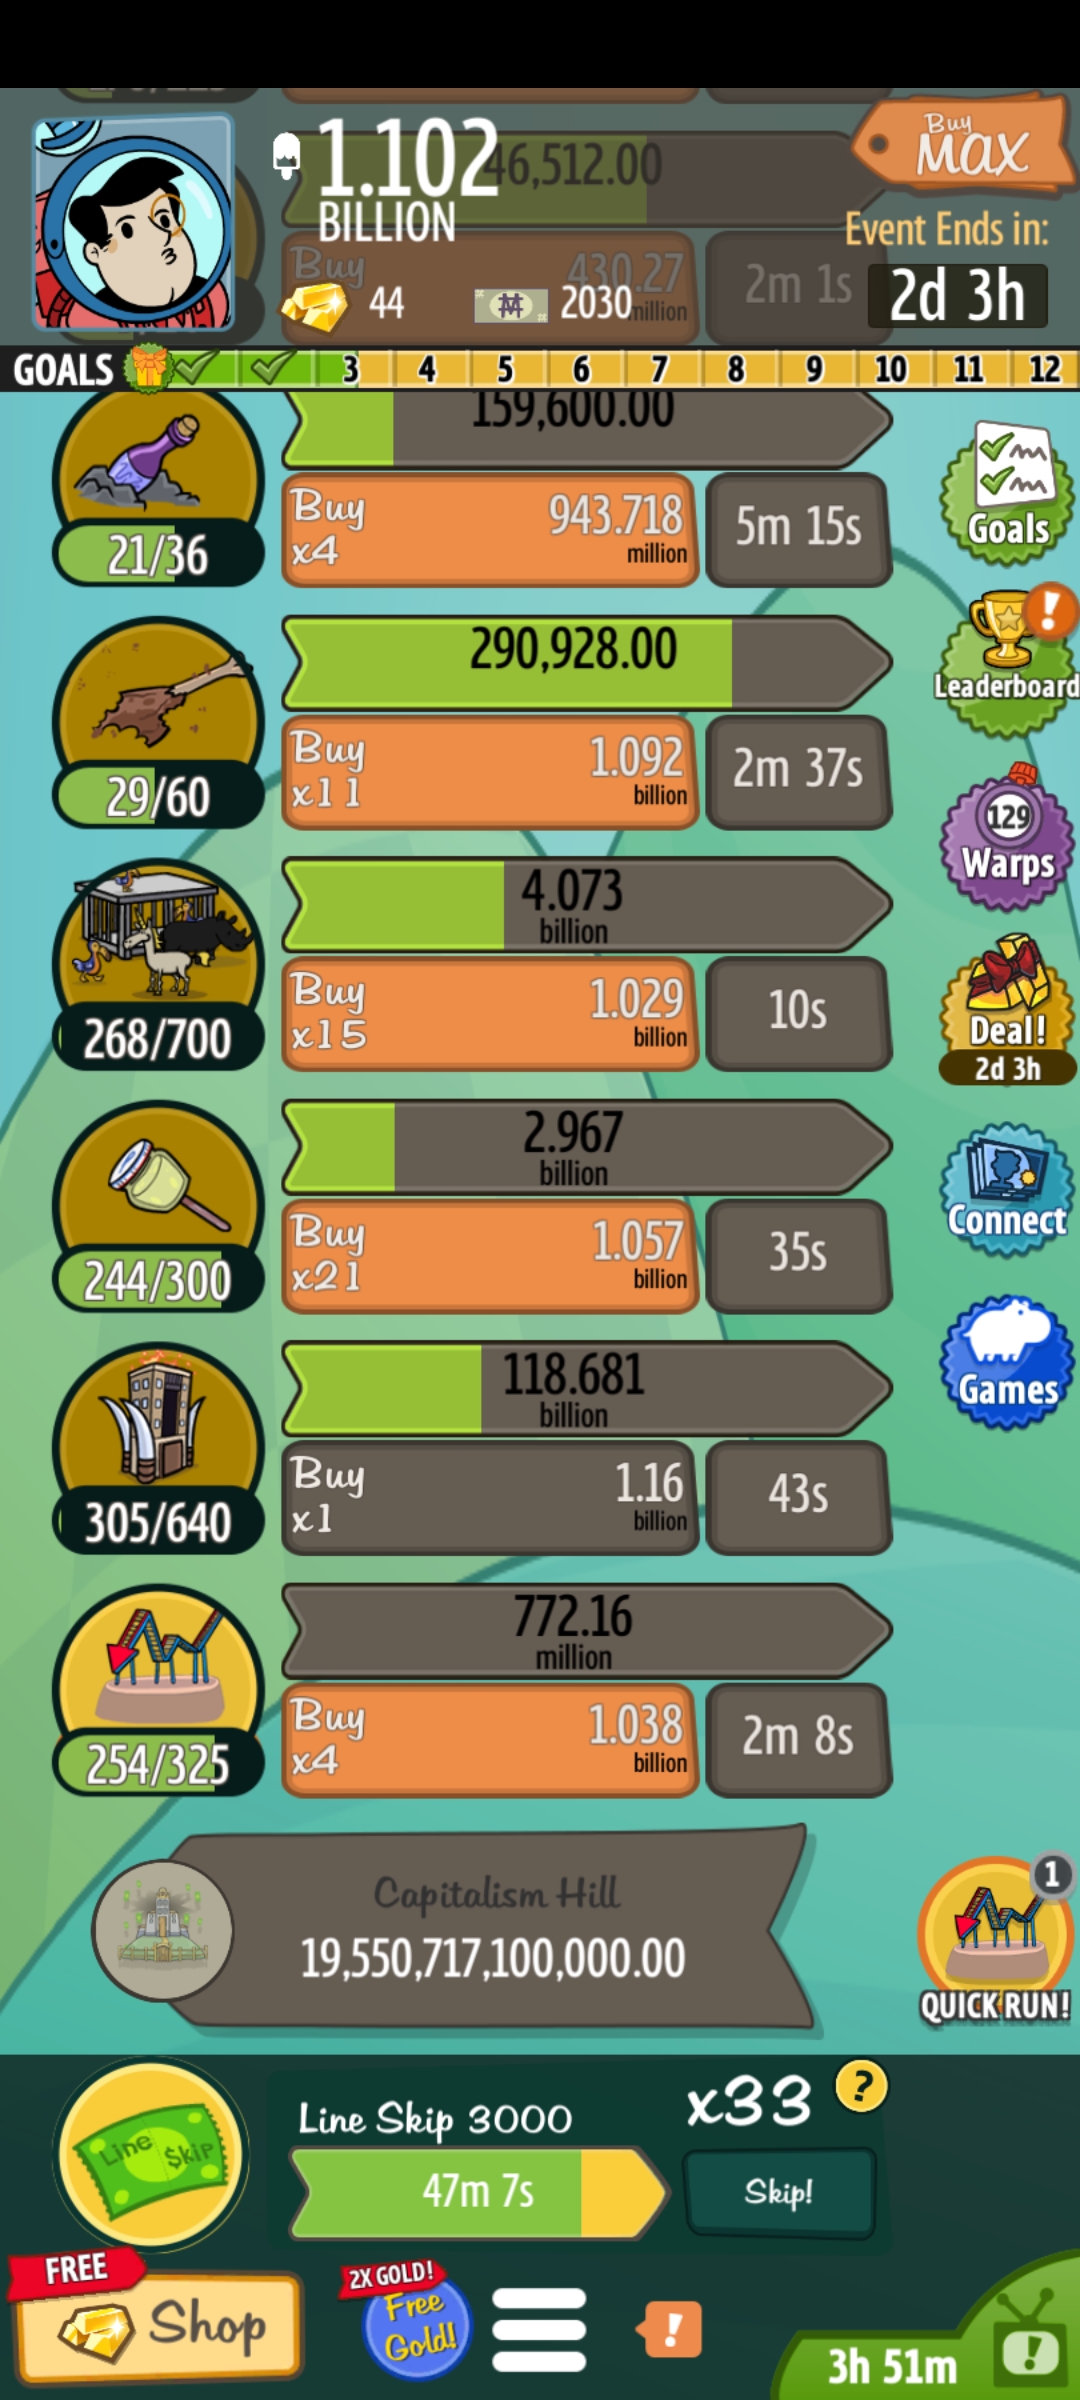 1.102
BILLION
46,512.00
Buy
MAX
Event Ends in:
2d 3h
44
2030
Buy
430.27
million
2m 1s
GOALS
3 4 5 6 7 8 9 10 11 12
159,600.00
21/36
Buy
x4
943.718
million
5m 15s
Goals
290,928.00
29/60
Buy
x11
1.092
billion
2m 37s
!
Leaderboard
4.073
billion
268/700
Buy
x15
1.029
billion
10s
129
Warps
Deal!
2d 3h
2.967
billion
244/300
Buy
x21
1.057
billion
35s
Connect
118.681
billion
305/640
Buy
x1
1.16
billion
43s
Games
772.16
million
254/325
Buy
x4
1.038
billion
2m 8s
Capitalism Hill
19,550,717,100,000.00
1
QUICK RUN!
Line $kip
Line Skip 3000
47m 7s
x33
?
Skip!
FREE
Shop
2X GOLD!
Free
Gold!
!
3h 51m
!